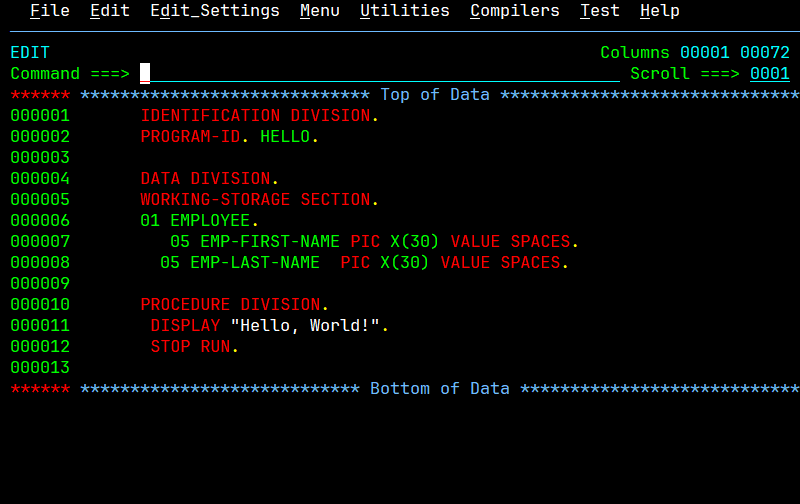 File  Edit  Edit_Settings  Menu  Utilities  Compilers  Test  Help
EDIT                                                       Columns 00001 00072
Command ===>                                                  Scroll ===> 0001
****** ***************************** Top of Data ******************************
000001       IDENTIFICATION DIVISION.
000002       PROGRAM-ID. HELLO.
000003
000004       DATA DIVISION.
000005       WORKING-STORAGE SECTION.
000006       01 EMPLOYEE.
000007          05 EMP-FIRST-NAME PIC X(30) VALUE SPACES.
000008         05 EMP-LAST-NAME  PIC X(30) VALUE SPACES.
000009
000010       PROCEDURE DIVISION.
000011        DISPLAY "Hello, World!".
000012        STOP RUN.
000013
****** **************************** Bottom of Data ****************************